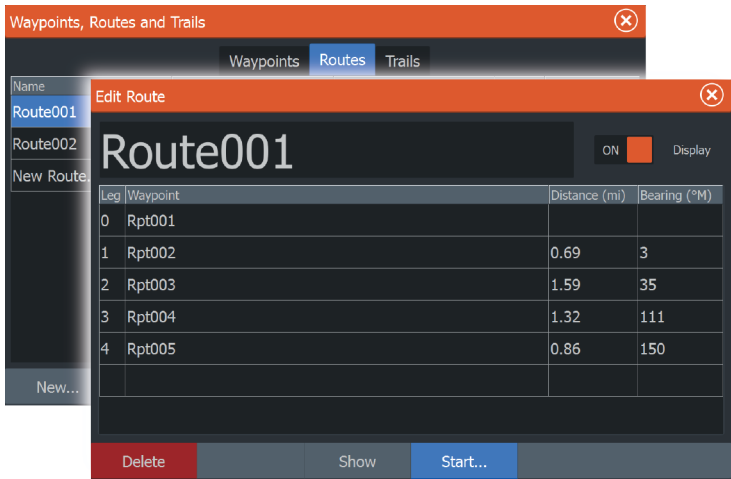 Waypoints, Routes and Trails
Waypoints Routes Trails
Name
Route001
Route002
New Route.
New...
Edit Route
Route001 ON Display
Leg Waypoint Distance (mi) Bearing (°M)
0 Rpt001
1 Rpt002 0.69 3
2 Rpt003 1.59 35
3 Rpt004 1.32 111
4 Rpt005 0.86 150
Delete Show Start...